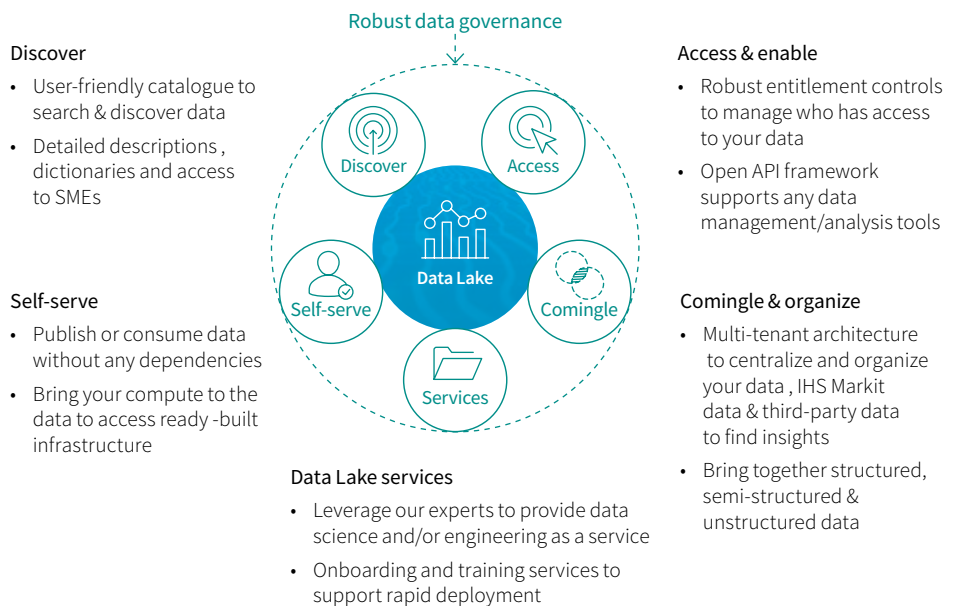 Robust data governance
Discover
• User-friendly catalogue to
search & discover data
• Detailed descriptions ,
dictionaries and access
to SMEs
Access & enable
• Robust entitlement controls
to manage who has access
to your data
• Open API framework
supports any data
management/analysis tools
Discover
Access
Data Lake
Self-serve
Comingle
Services
Self-serve
• Publish or consume data
without any dependencies
• Bring your compute to the
data to access ready -built
infrastructure
Comingle & organize
• Multi-tenant architecture
to centralize and organize
your data , IHS Markit
data & third-party data
to find insights
• Bring together structured,
semi-structured &
unstructured data
Data Lake services
• Leverage our experts to provide data
science and/or engineering as a service
• Onboarding and training services to
support rapid deployment